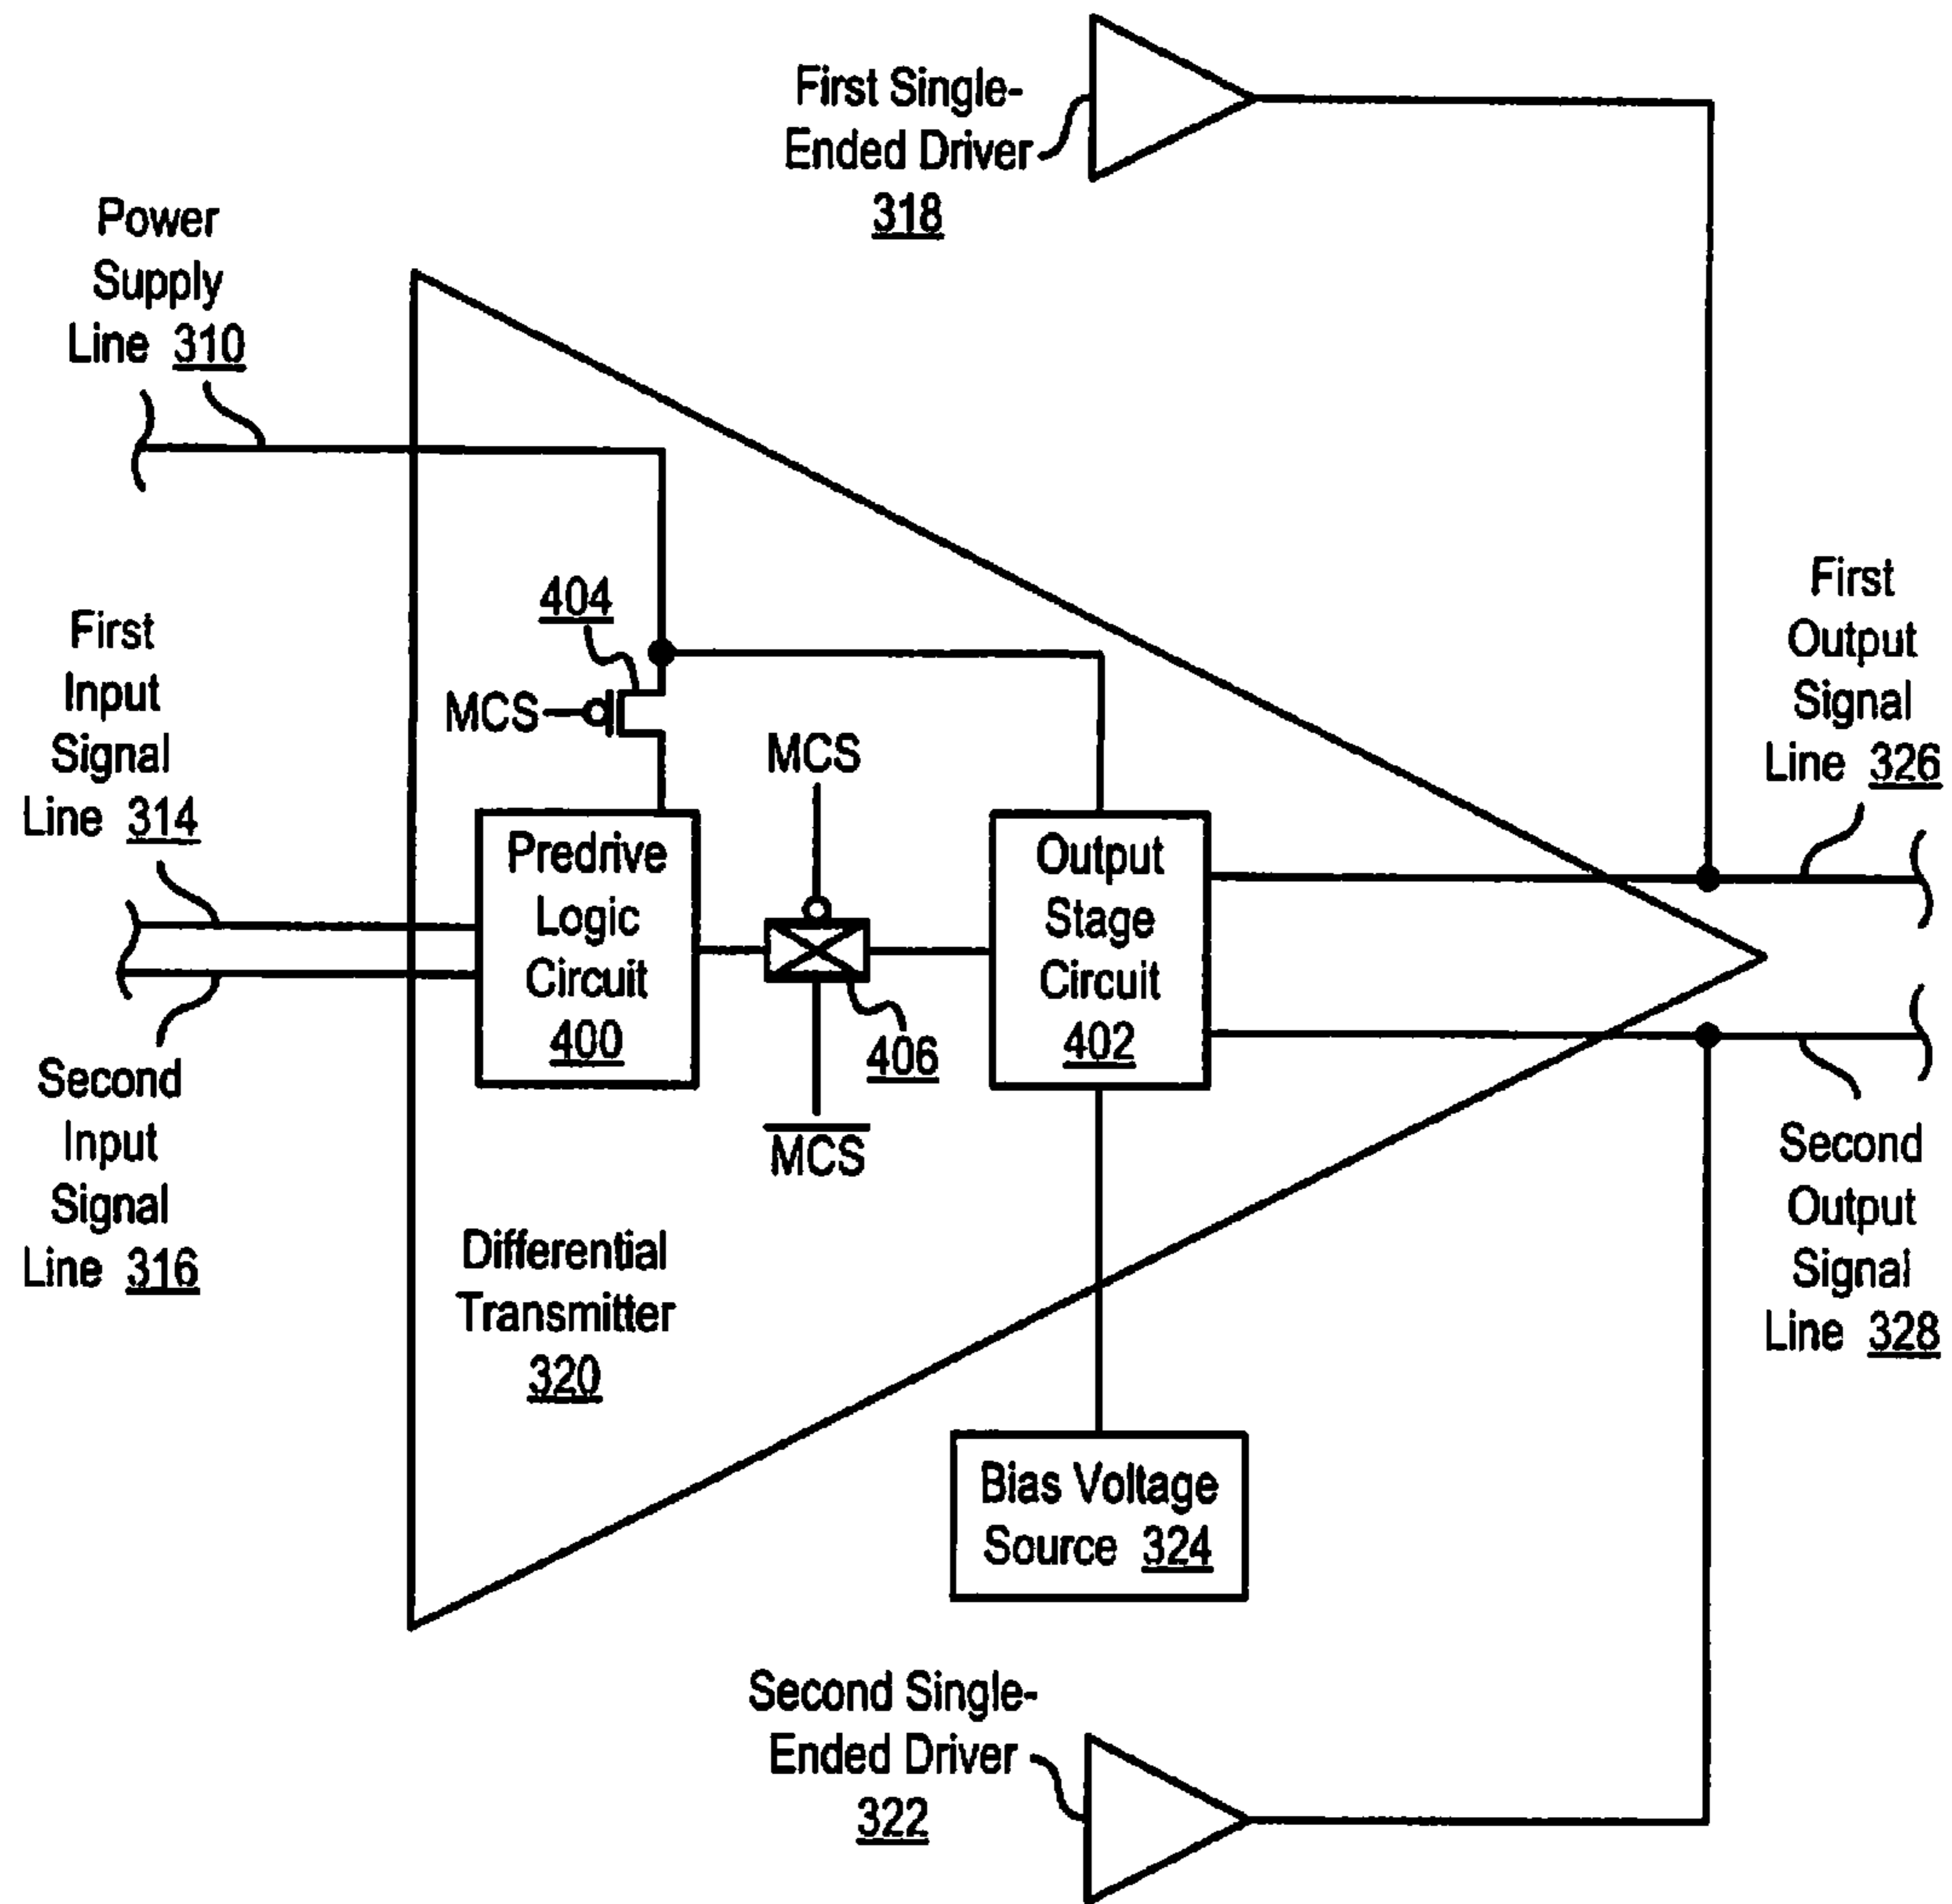 First Single-
Ended Driver
318
Power
Supply
Line 310
404
MCS
MCS
First
Input
Signal
Line 314
First
Output
Signal
Line 326
Predrive
Logic
Circuit
400
Output
Stage
Circuit
402
406
MCS
Second
Input
Signal
Line 316
Second
Output
Signal
Line 328
Differential
Transmitter
320
Bias Voltage
Source 324
Second Single-
Ended Driver
322